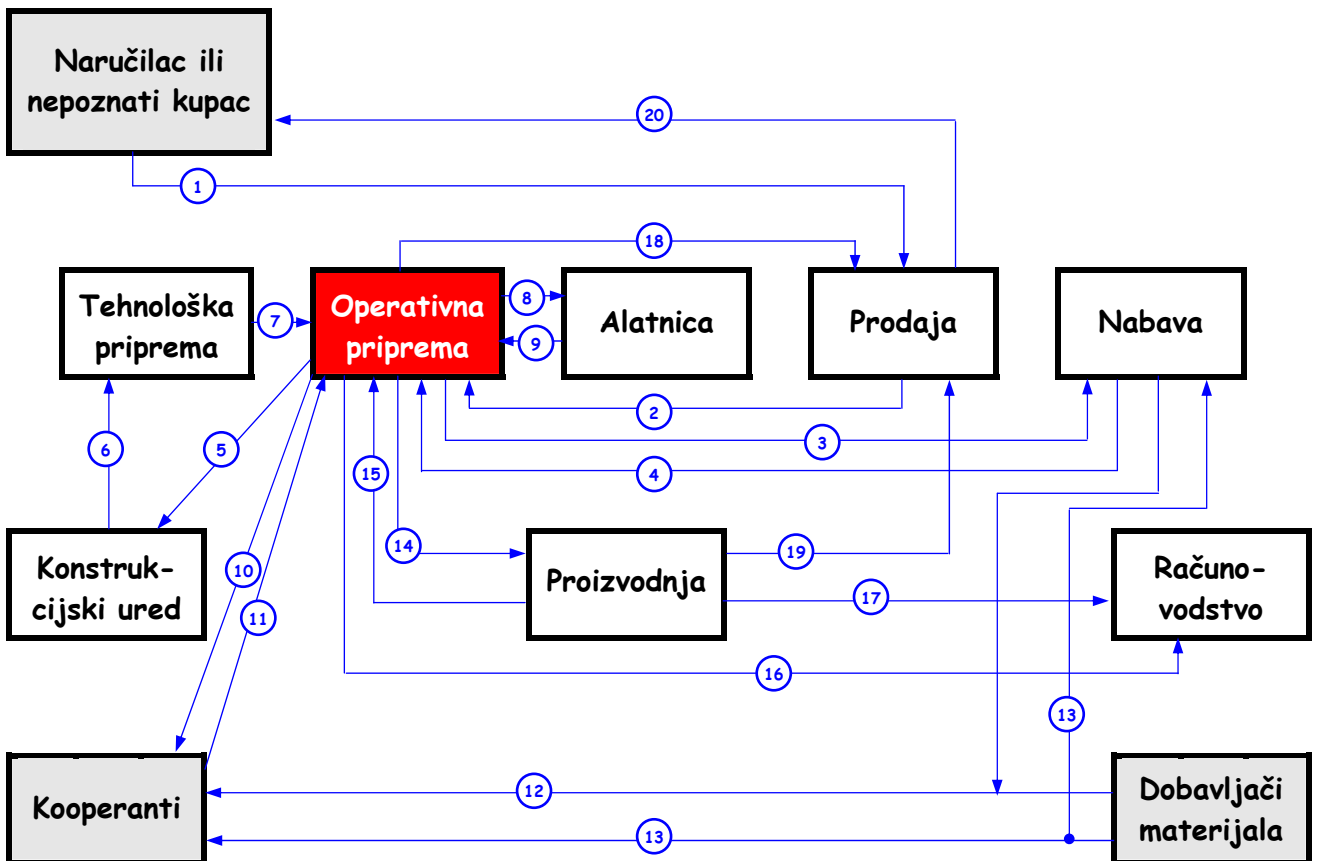 Naručilac ili
nepoznati kupac
20
1
18
Tehnološka
priprema
7
Operativna
priprema
8
9
Alatnica
Prodaja
Nabava
2
3
4
6
5
15
14
Konstruk-
cijski ured
10
11
Proizvodnja
19
17
Računo-
vodstvo
16
13
Kooperanti
12
13
Dobavljači
materijala